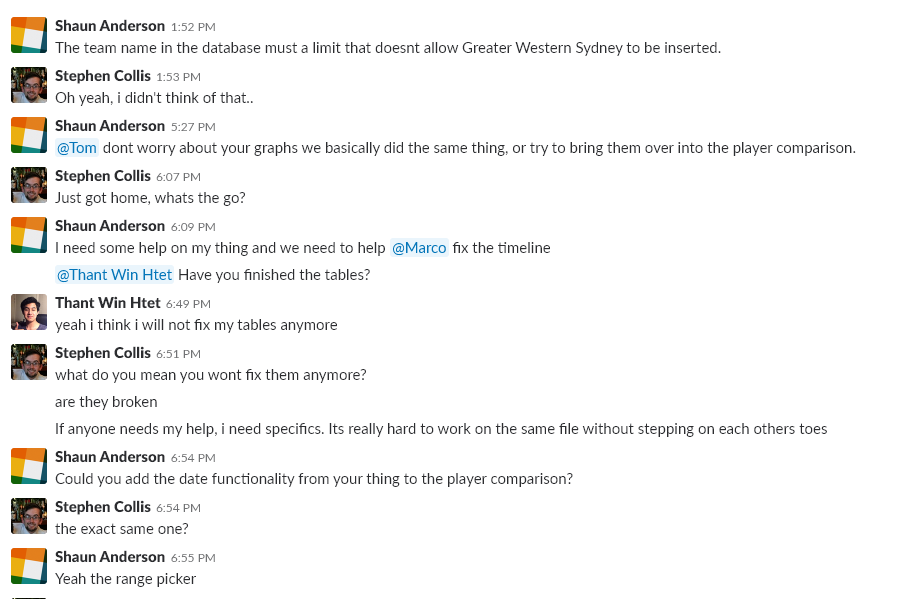 Shaun Anderson 1:52 PM
The team name in the database must a limit that doesnt allow Greater Western Sydney to be inserted.
Stephen Collis 1:53 PM
Oh yeah, i didn't think of that..
Shaun Anderson 5:27 PM
@Tom dont worry about your graphs we basically did the same thing, or try to bring them over into the player comparison.
Stephen Collis 6:07 PM
Just got home, whats the go?
Shaun Anderson 6:09 PM
I need some help on my thing and we need to help @Marco fix the timeline
@Thant Win Htet Have you finished the tables?
Thant Win Htet 6:49 PM
yeah i think i will not fix my tables anymore
Stephen Collis 6:51 PM
what do you mean you wont fix them anymore?
are they broken
If anyone needs my help, i need specifics. Its really hard to work on the same file without stepping on each others toes
Shaun Anderson 6:54 PM
Could you add the date functionality from your thing to the player comparison?
Stephen Collis 6:54 PM
the exact same one?
Shaun Anderson 6:55 PM
Yeah the range picker